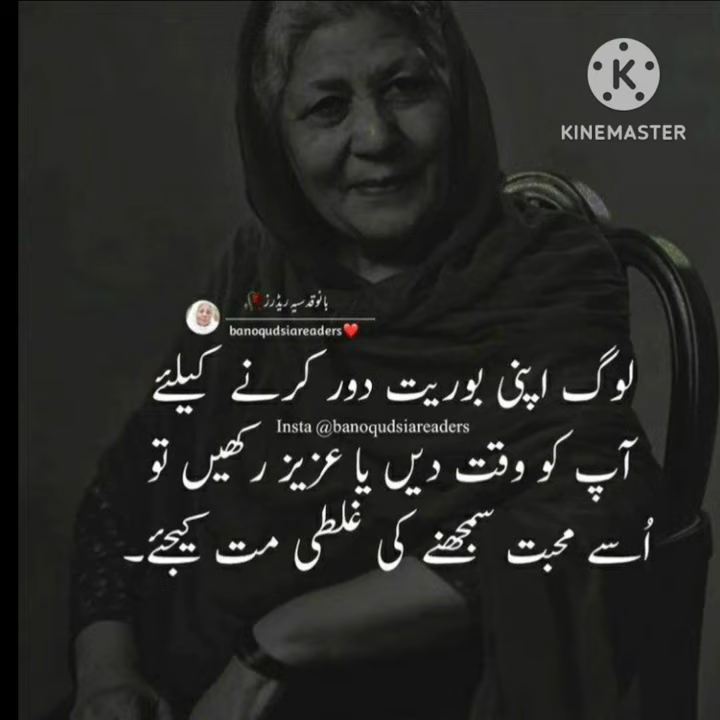 KINEMASTER
بانو قدسیہ ریڈرز
banoqudsiareaders
لوگ اپنی بوریت دور کرنے کیلئے
Insta @banoqudsiareaders
آپ کو وقت دیں یا عزیز رکھیں تو
اُسے محبت سمجھنے کی غلطی مت کیجئے۔